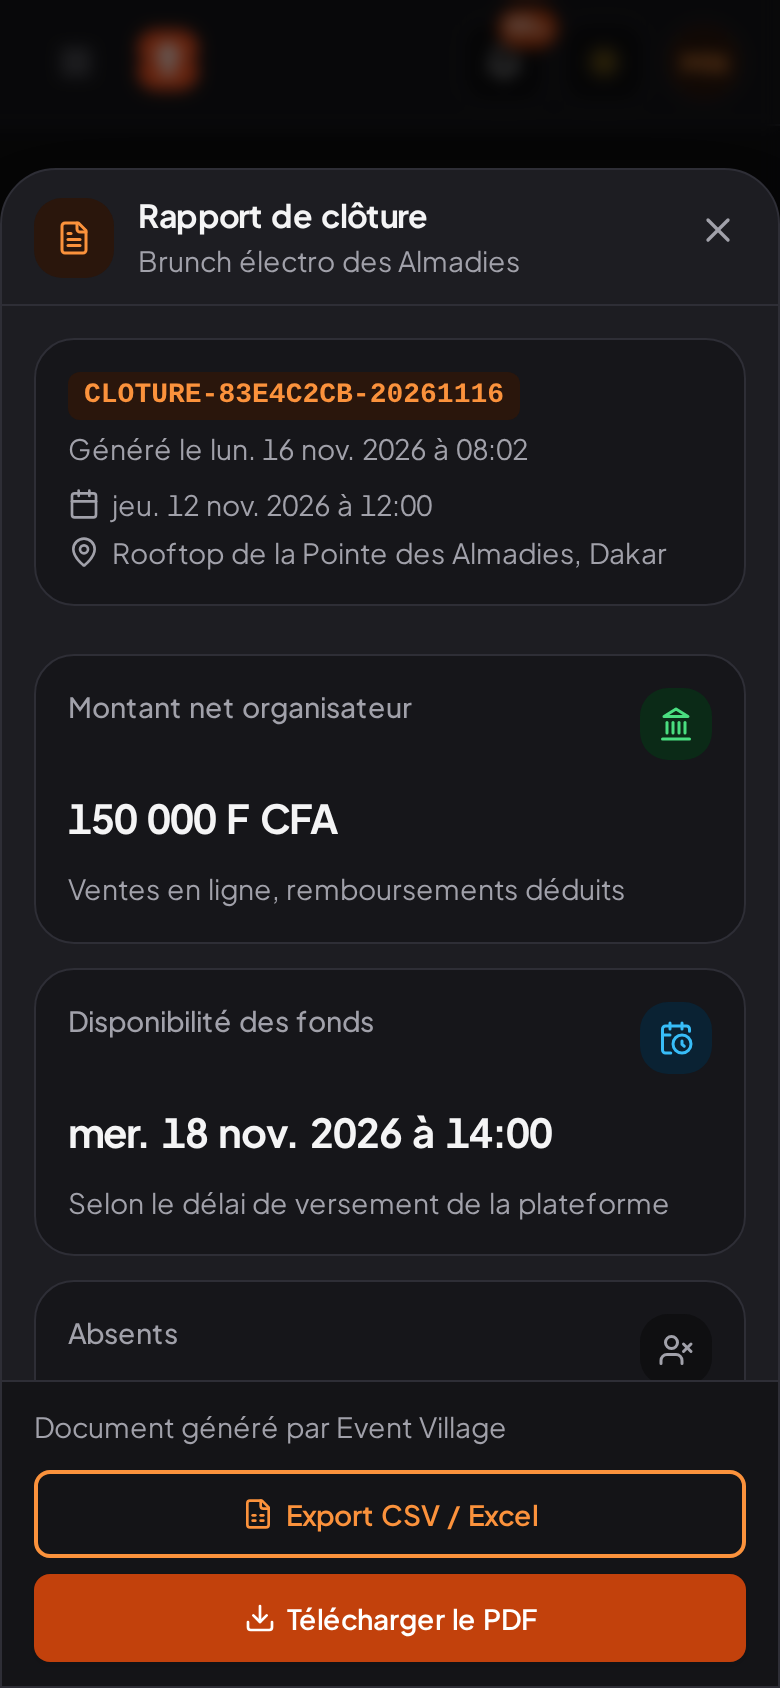 Rapport de clôture
Brunch électro des Almadies
CLOTURE-83E4C2CB-20261116
Généré le lun. 16 nov. 2026 à 08:02
jeu. 12 nov. 2026 à 12:00
Rooftop de la Pointe des Almadies, Dakar
Montant net organisateur
150 000 F CFA
Ventes en ligne, remboursements déduits
Disponibilité des fonds
mer. 18 nov. 2026 à 14:00
Selon le délai de versement de la plateforme
Absents
Document généré par Event Village
Export CSV / Excel
Télécharger le PDF